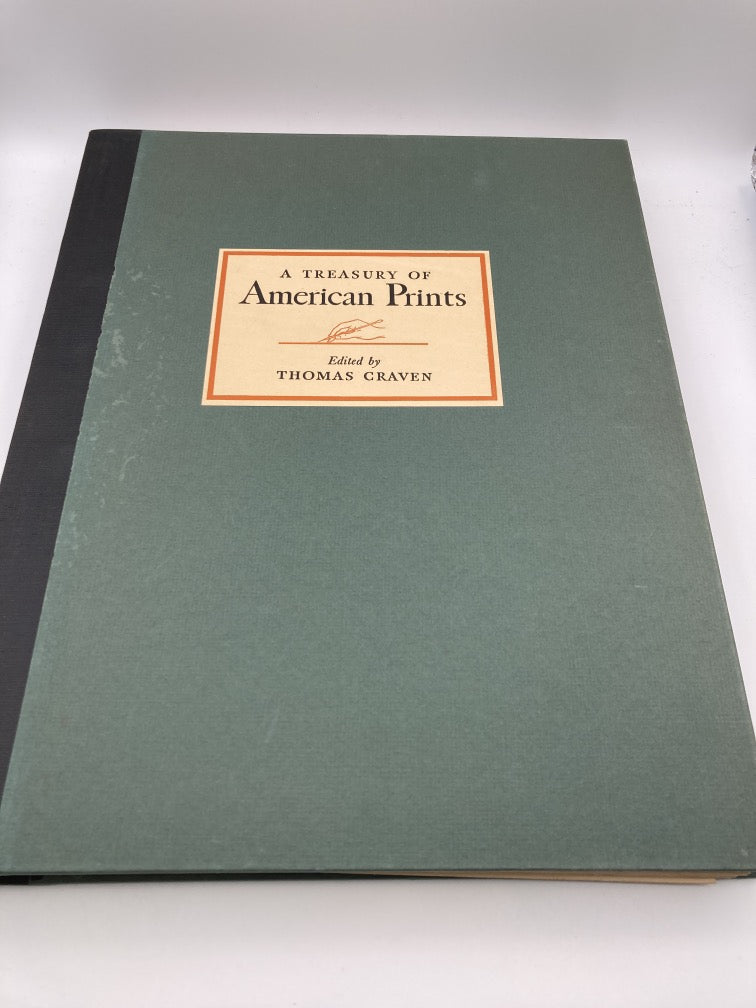 A TREASURY OF
American Prints
Edited by
THOMAS CRAVEN